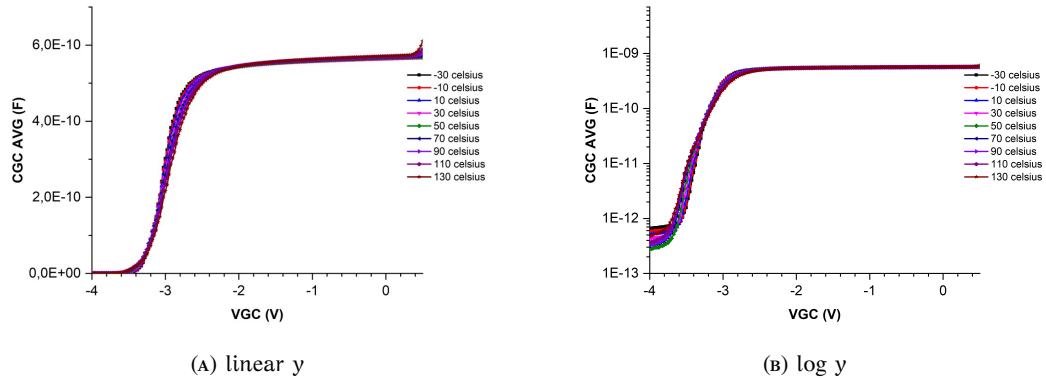 6,0E-10
4,0E-10
2,0E-10
0,0E+00
CGC AVG (F)
-4 -3 -2 -1 0
VGC (V)
-30 celsius
-10 celsius
10 celsius
30 celsius
50 celsius
70 celsius
90 celsius
110 celsius
130 celsius
(A) linear y
1E-09
1E-10
1E-11
1E-12
1E-13
CGC AVG (F)
-4 -3 -2 -1 0
VGC (V)
-30 celsius
-10 celsius
10 celsius
30 celsius
50 celsius
70 celsius
90 celsius
110 celsius
130 celsius
(B) log y